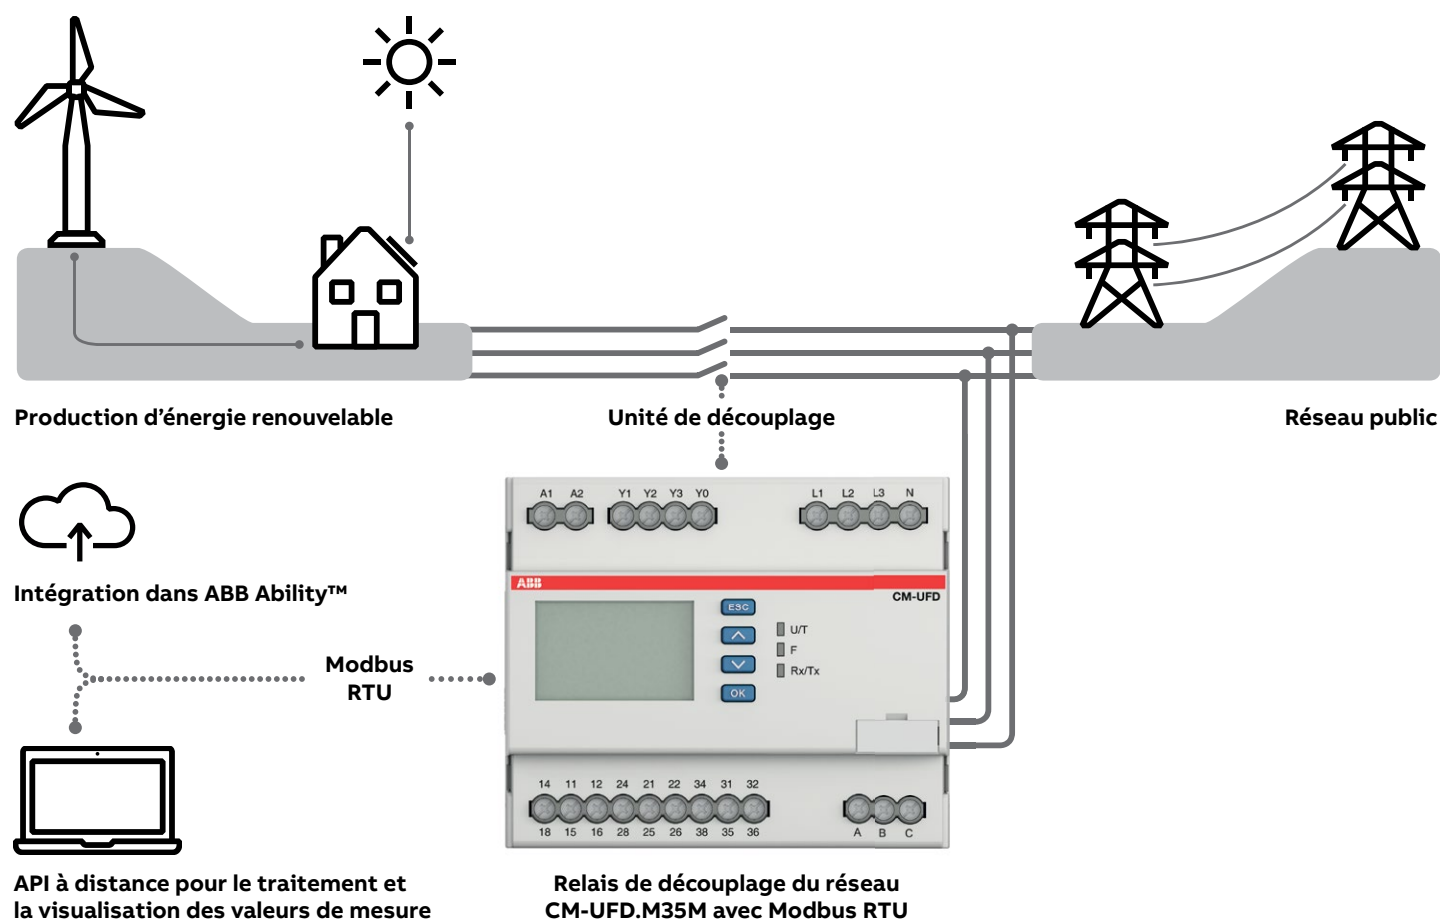 Production d’énergie renouvelable
Unité de découplage
Réseau public
A1 A2 Y1 Y2 Y3 Y0 L1 L2 L3 N
Intégration dans ABB Ability™
ABB
CM-UFD
ESC
U/T
F
Rx/Tx
OK
Modbus
RTU
14 11 12 24 21 22 34 31 32
18 15 16 28 25 26 38 35 36
A B C
API à distance pour le traitement et
la visualisation des valeurs de mesure
Relais de découplage du réseau
CM-UFD.M35M avec Modbus RTU